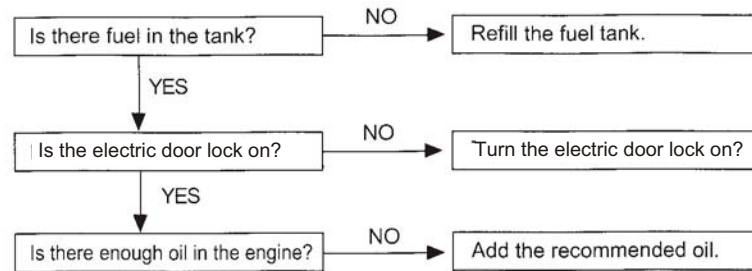 Is there fuel in the tank?
NO
Refill the fuel tank.
YES
Is the electric door lock on?
NO
Turn the electric door lock on?
YES
Is there enough oil in the engine?
NO
Add the recommended oil.